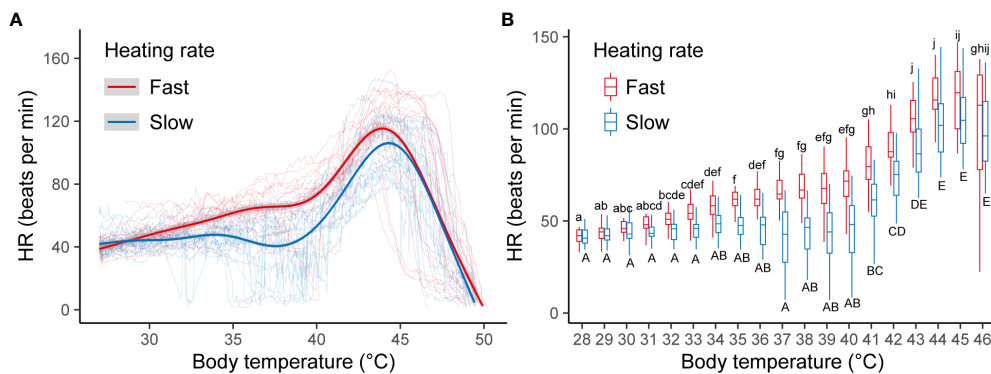 A
HR (beats per min)
160
120
80
40
0
Heating rate
Fast
Slow
30 35 40 45 50
Body temperature (°C)
B
HR (beats per min)
150
100
50
0
Heating rate
Fast
Slow
a ab abc abcd bcde cdef def f def fg fg efg efg gh hi j j ij ghij
A A A A A A AB AB AB A AB AB AB BC CD DE E E E
28 29 30 31 32 33 34 35 36 37 38 39 40 41 42 43 44 45 46
Body temperature (°C)